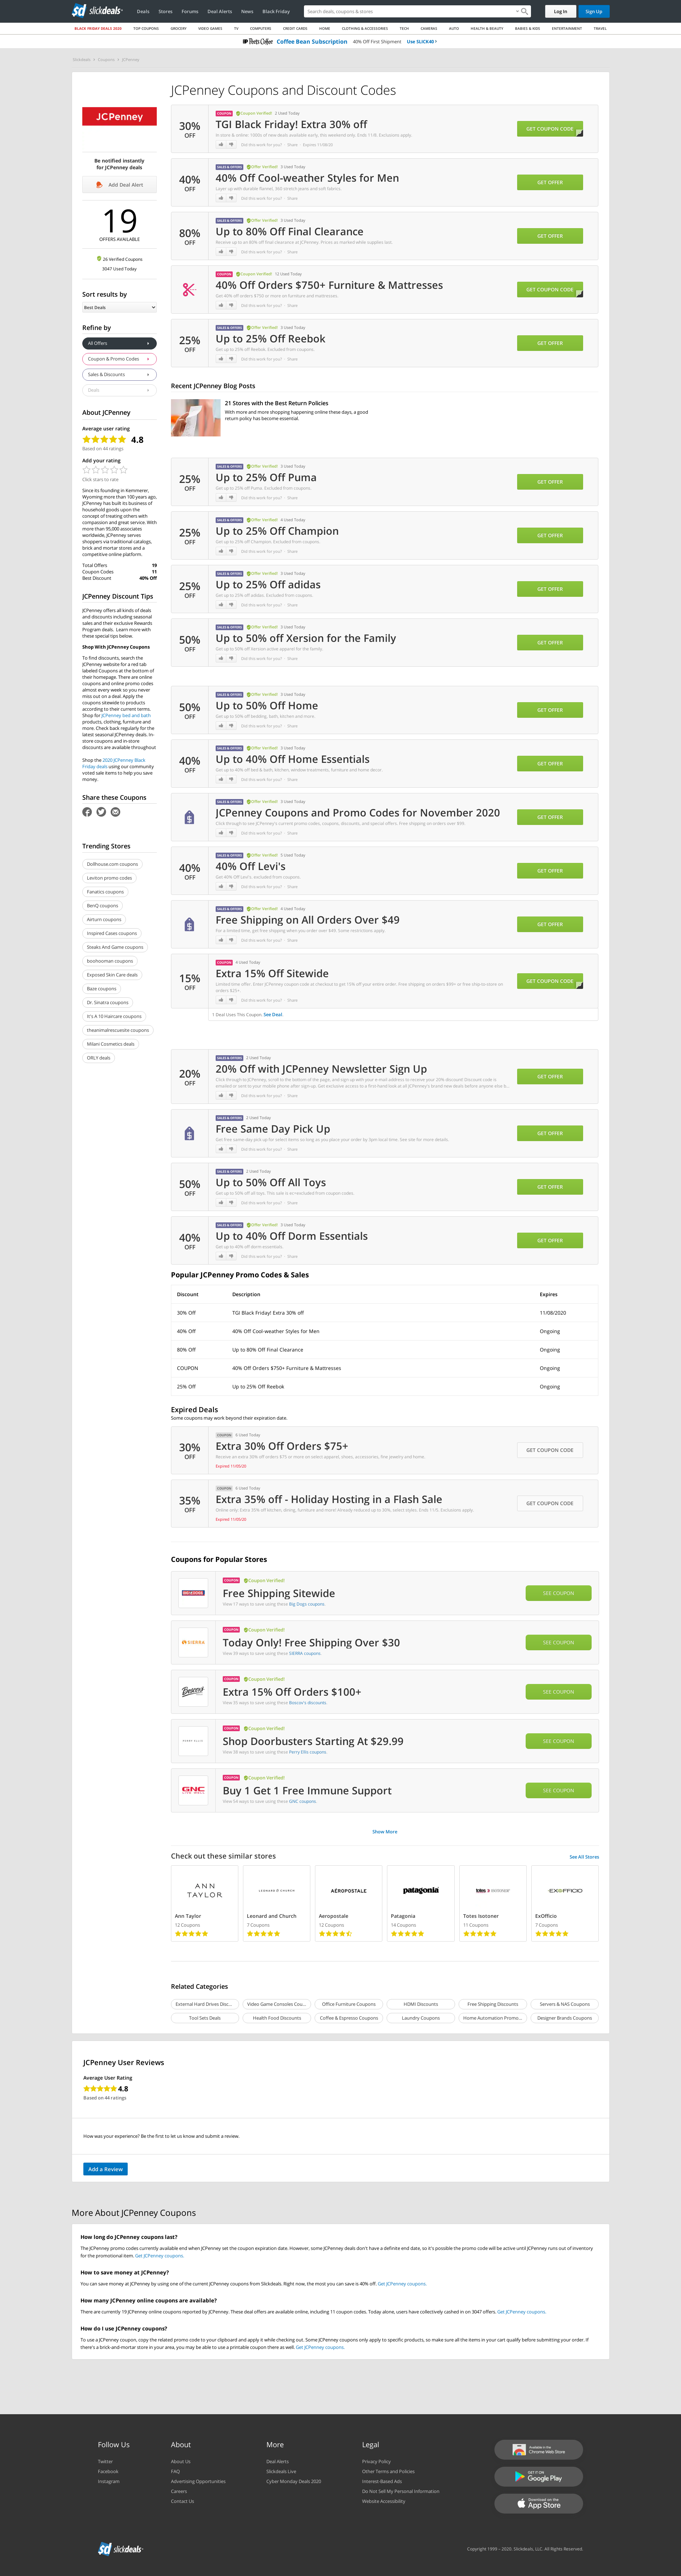 slickdeals
Deals Stores Forums Deal Alerts News Black Friday
Search deals, coupons & stores
Log In Sign Up
BLACK FRIDAY DEALS 2020 TOP COUPONS GROCERY VIDEO GAMES TV COMPUTERS CREDIT CARDS HOME CLOTHING & ACCESSORIES TECH CAMERAS AUTO HEALTH & BEAUTY BABIES & KIDS ENTERTAINMENT TRAVEL
Peet's Coffee Coffee Bean Subscription 40% Off First Shipment Use SLICK40 >
Slickdeals > Coupons > JCPenney
JCPenney
Be notified instantly
for JCPenney deals
Add Deal Alert
19
OFFERS AVAILABLE
26 Verified Coupons
3047 Used Today
Sort results by
Best Deals
Refine by
All Offers
Coupon & Promo Codes
Sales & Discounts
Deals
About JCPenney
Average user rating
4.8
Based on 44 ratings
Add your rating
Click stars to rate
Since its founding in Kemmerer,
Wyoming more than 100 years ago,
JCPenney has built its business of
household goods upon the
concept of treating others with
compassion and great service. With
more than 95,000 associates
worldwide, JCPenney serves
shoppers via traditional catalogs,
brick and mortar stores and a
competitive online platform.
Total Offers 19
Coupon Codes 11
Best Discount 40% Off
JCPenney Discount Tips
JCPenney offers all kinds of deals
and discounts including seasonal
sales and their exclusive Rewards
Program deals. Learn more with
these special tips below.
Shop With JCPenney Coupons
To find discounts, search the
JCPenney website for a red tab
labeled Coupons at the bottom of
their homepage. There are online
coupons and online promo codes
almost every week so you never
miss out on a deal. Apply the
coupons sitewide to products
according to their current terms.
Shop for JCPenney bed and bath
products, clothing, furniture and
more. Check back regularly for the
latest seasonal JCPenney deals. In-
store coupons and in-store
discounts are available throughout
Shop the 2020 JCPenney Black
Friday deals using our community
voted sale items to help you save
money.
Share these Coupons
Trending Stores
Dollhouse.com coupons
Leviton promo codes
Fanatics coupons
BenQ coupons
Airturn coupons
Inspired Cases coupons
Steaks And Game coupons
boohooman coupons
Exposed Skin Care deals
Baze coupons
Dr. Sinatra coupons
It's A 10 Haircare coupons
theanimalrescuesite coupons
Milani Cosmetics deals
ORLY deals
JCPenney Coupons and Discount Codes
30% OFF
COUPON Coupon Verified! 2 Used Today
TGI Black Friday! Extra 30% off
In store & online: 1000s of new deals available early, this weekend only. Ends 11/8. Exclusions apply.
Did this work for you? Share Expires 11/08/20
GET COUPON CODE
40% OFF
SALES & OFFERS Offer Verified! 3 Used Today
40% Off Cool-weather Styles for Men
Layer up with durable flannel, 360 stretch jeans and soft fabrics.
Did this work for you? Share
GET OFFER
80% OFF
SALES & OFFERS Offer Verified! 3 Used Today
Up to 80% Off Final Clearance
Receive up to an 80% off final clearance at JCPenney. Prices as marked while supplies last.
Did this work for you? Share
GET OFFER
COUPON Coupon Verified! 12 Used Today
40% Off Orders $750+ Furniture & Mattresses
Get 40% off orders $750 or more on furniture and mattresses.
Did this work for you? Share
GET COUPON CODE
25% OFF
SALES & OFFERS Offer Verified! 3 Used Today
Up to 25% Off Reebok
Get up to 25% off Reebok. Excluded from coupons.
Did this work for you? Share
GET OFFER
Recent JCPenney Blog Posts
21 Stores with the Best Return Policies
With more and more shopping happening online these days, a good
return policy has become essential.
25% OFF
SALES & OFFERS Offer Verified! 3 Used Today
Up to 25% Off Puma
Get up to 25% off Puma. Excluded from coupons.
Did this work for you? Share
GET OFFER
25% OFF
SALES & OFFERS Offer Verified! 4 Used Today
Up to 25% Off Champion
Get up to 25% off Champion. Excluded from coupons.
Did this work for you? Share
GET OFFER
25% OFF
SALES & OFFERS Offer Verified! 3 Used Today
Up to 25% Off adidas
Get up to 25% off adidas. Excluded from coupons.
Did this work for you? Share
GET OFFER
50% OFF
SALES & OFFERS Offer Verified! 3 Used Today
Up to 50% off Xersion for the Family
Get up to 50% off Xersion active apparel for the family.
Did this work for you? Share
GET OFFER
50% OFF
SALES & OFFERS Offer Verified! 3 Used Today
Up to 50% Off Home
Get up to 50% off bedding, bath, kitchen and more.
Did this work for you? Share
GET OFFER
40% OFF
SALES & OFFERS Offer Verified! 3 Used Today
Up to 40% Off Home Essentials
Get up to 40% off bed & bath, kitchen, window treatments, furniture and home decor.
Did this work for you? Share
GET OFFER
SALES & OFFERS Offer Verified! 3 Used Today
JCPenney Coupons and Promo Codes for November 2020
Click through to see JCPenney's current promo codes, coupons, discounts, and special offers. Free shipping on orders over $99.
Did this work for you? Share
GET OFFER
40% OFF
SALES & OFFERS Offer Verified! 3 Used Today
40% Off Levi's
Get 40% Off Levi's, excluded from coupons.
Did this work for you? Share
GET OFFER
SALES & OFFERS Offer Verified! 4 Used Today
Free Shipping on All Orders Over $49
For a limited time, get free shipping when you order over $49. Some restrictions apply.
Did this work for you? Share
GET OFFER
15% OFF
COUPON 8 Used Today
Extra 15% Off Sitewide
Limited time offer. Enter JCPenney coupon code at checkout to get 15% off your entire order. Free shipping on orders $99+ or free ship-to-store on
orders $25+.
Did this work for you? Share
GET COUPON CODE
1 Deal Uses This Coupon: See Deal
20% OFF
SALES & OFFERS 2 Used Today
20% Off with JCPenney Newsletter Sign Up
Click through to JCPenney, scroll to the bottom of the page, and sign up with your e-mail address to receive your 20% discount! Discount code is
emailed or sent to your mobile phone after sign-up. Get exclusive access to a first-hand look at all of JCPenney's brand new deals before anyone else b...
Did this work for you? Share
GET OFFER
SALES & OFFERS 2 Used Today
Free Same Day Pick Up
Get free same day pick up for select items so long as you place your order by 3pm local time. See site for more details.
Did this work for you? Share
GET OFFER
50% OFF
SALES & OFFERS 2 Used Today
Up to 50% Off All Toys
Get up to 50% off all toys. This sale is not excluded from coupon codes.
Did this work for you? Share
GET OFFER
40% OFF
SALES & OFFERS Offer Verified! 3 Used Today
Up to 40% Off Dorm Essentials
Get up to 40% off dorm essentials.
Did this work for you? Share
GET OFFER
Popular JCPenney Promo Codes & Sales
Discount Description Expires
30% Off TGI Black Friday! Extra 30% off 11/08/2020
40% Off 40% Off Cool-weather Styles for Men Ongoing
80% Off Up to 80% Off Final Clearance Ongoing
COUPON 40% Off Orders $750+ Furniture & Mattresses Ongoing
25% Off Up to 25% Off Reebok Ongoing
Expired Deals
Some coupons may work beyond their expiration date.
30% OFF
COUPON 6 Used Today
Extra 30% Off Orders $75+
Receive an extra 30% off orders $75 or more on select apparel, shoes, accessories, fine jewelry and home.
Expired 11/05/20
GET COUPON CODE
35% OFF
COUPON 6 Used Today
Extra 35% off - Holiday Hosting in a Flash Sale
Online only: Extra 35% off kitchen, dining, furniture and more! Already reduced up to 50%, select styles. Ends 11/5. Exclusions apply.
Expired 11/05/20
GET COUPON CODE
Coupons for Popular Stores
COUPON Coupon Verified!
Free Shipping Sitewide
View 17 ways to save using these Big Dogs coupons.
SEE COUPON
SIERRA
COUPON Coupon Verified!
Today Only! Free Shipping Over $30
View 39 ways to save using these SIERRA coupons.
SEE COUPON
Boscov's
COUPON Coupon Verified!
Extra 15% Off Orders $100+
View 35 ways to save using these Boscov's discounts.
SEE COUPON
PERRY ELLIS
COUPON Coupon Verified!
Shop Doorbusters Starting At $29.99
View 38 ways to save using these Perry Ellis coupons.
SEE COUPON
GNC LIVE WELL
COUPON Coupon Verified!
Buy 1 Get 1 Free Immune Support
View 54 ways to save using these GNC coupons.
SEE COUPON
Show More
Check out these similar stores See All Stores
ANN TAYLOR LEONARD & CHURCH AÉROPOSTALE patagonia totes isotoner EXOFFICIO
Ann Taylor Leonard and Church Aeropostale Patagonia Totes Isotoner ExOfficio
12 Coupons 7 Coupons 12 Coupons 14 Coupons 11 Coupons 7 Coupons
Related Categories
External Hard Drives Disc... Video Game Consoles Cou... Office Furniture Coupons HDMI Discounts Free Shipping Discounts Servers & NAS Coupons
Tool Sets Deals Health Food Discounts Coffee & Espresso Coupons Laundry Coupons Home Automation Promo... Designer Brands Coupons
JCPenney User Reviews
Average User Rating
4.8
Based on 44 ratings
How was your experience? Be the first to let us know and submit a review.
Add a Review
More About JCPenney Coupons
How long do JCPenney coupons last?
The JCPenney promo codes currently available end when JCPenney set the coupon expiration date. However, some JCPenney deals don't have a definite end date, so it's possible the promo code will be active until JCPenney runs out of inventory
for the promotional item. Get JCPenney coupons.
How to save money at JCPenney?
You can save money at JCPenney by using one of the current JCPenney coupons from Slickdeals. Right now, the most you can save is 40% off. Get JCPenney coupons.
How many JCPenney online coupons are available?
There are currently 19 JCPenney online coupons reported by JCPenney. These deal offers are available online, including 11 coupon codes. Today alone, users have collectively cashed in on 3047 offers. Get JCPenney coupons.
How do I use JCPenney coupons?
To use a JCPenney coupon, copy the related promo code to your clipboard and apply it while checking out. Some JCPenney coupons only apply to specific products, so make sure all the items in your cart qualify before submitting your order. If
there's a brick-and-mortar store in your area, you may be able to use a printable coupon there as well. Get JCPenney coupons.
Follow Us About More Legal
Twitter About Us Deal Alerts Privacy Policy
Facebook FAQ Slickdeals Live Other Terms and Policies
Instagram Advertising Opportunities Cyber Monday Deals 2020 Interest-Based Ads
Careers Do Not Sell My Personal Information
Contact Us Website Accessibility
Available in the Chrome Web Store
GET IT ON Google Play
Download on the App Store
slickdeals
Copyright 1999 - 2020. Slickdeals, LLC. All Rights Reserved.